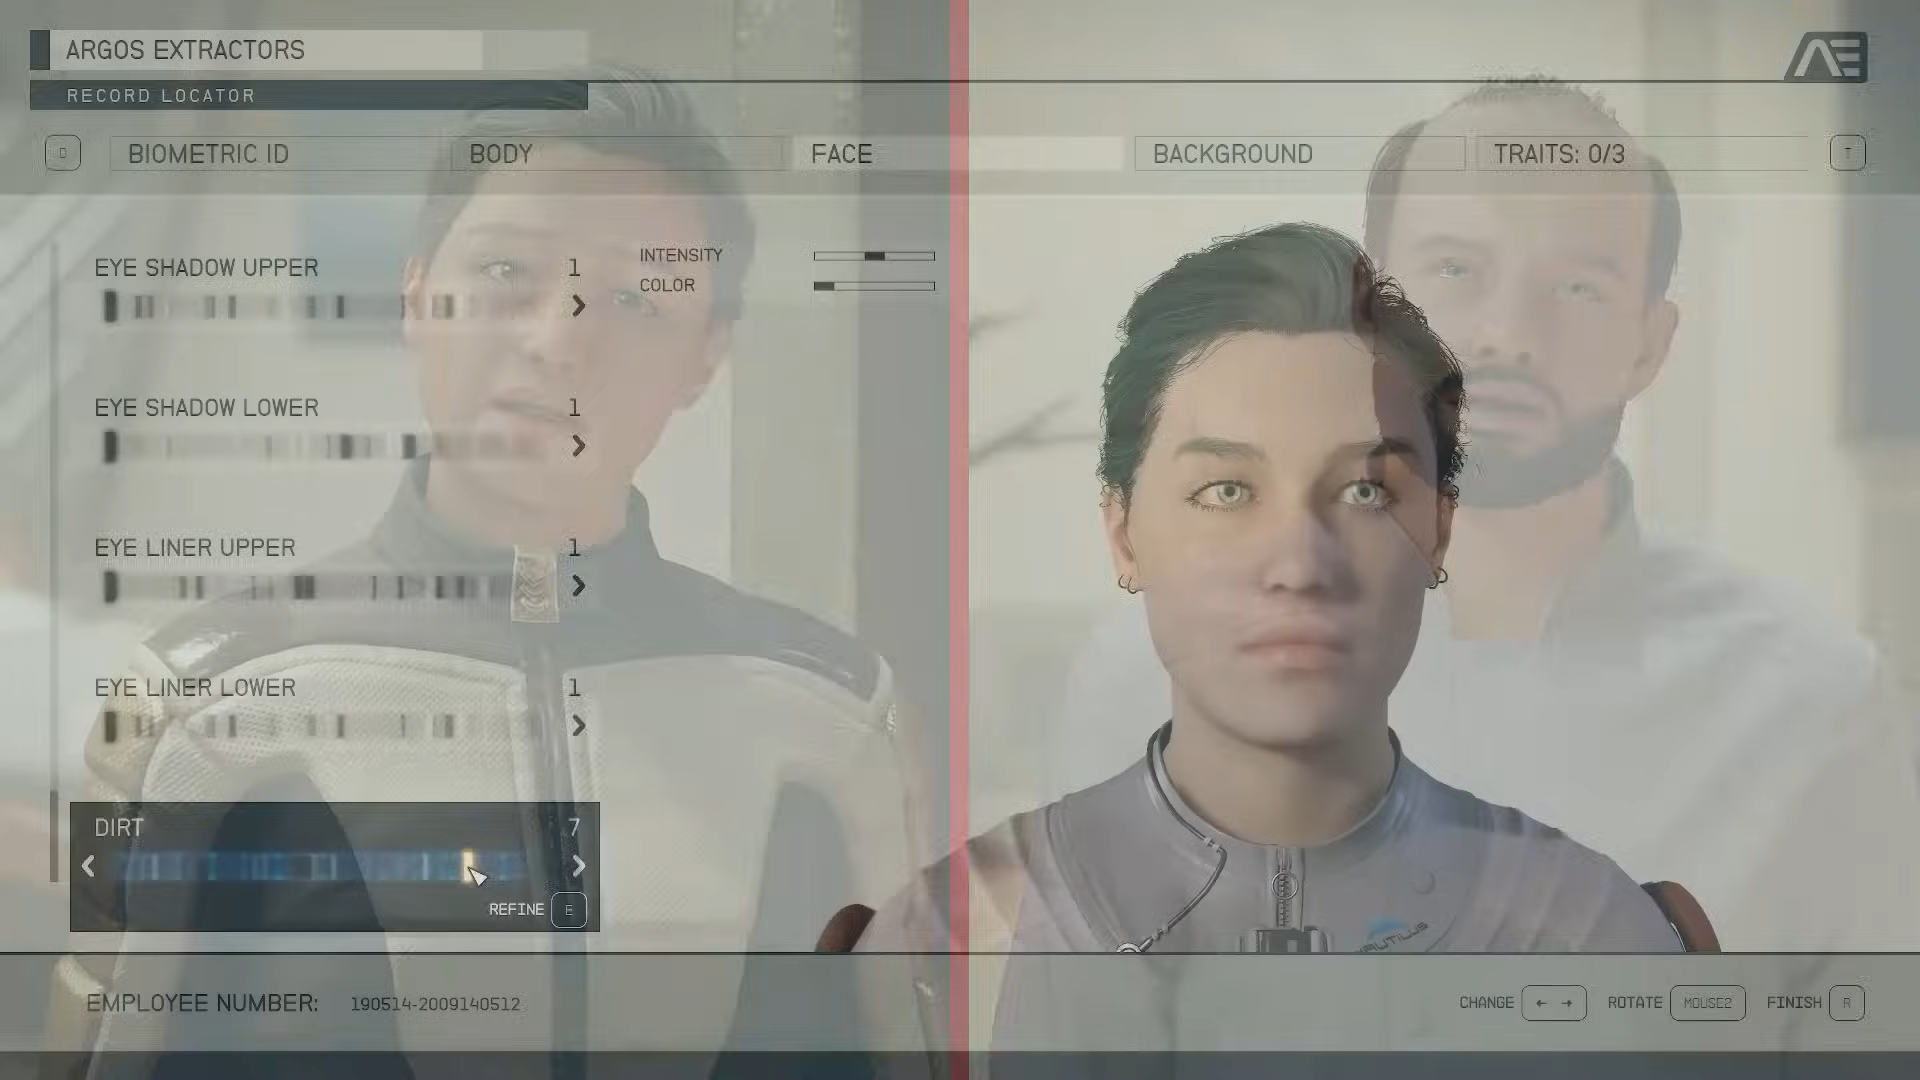 ARGOS EXTRACTORS
RECORD LOCATOR
BIOMETRIC ID
BODY
FACE
BACKGROUND
TRAITS: 0/3
T
EYE SHADOW UPPER 1
INTENSITY
COLOR
EYE SHADOW LOWER 1
EYE LINER UPPER 1
EYE LINER LOWER 1
DIRT 7
REFINE E
NAUTILUS
EMPLOYEE NUMBER: 190514-2009140512
CHANGE ← → ROTATE MOUSE2 FINISH R